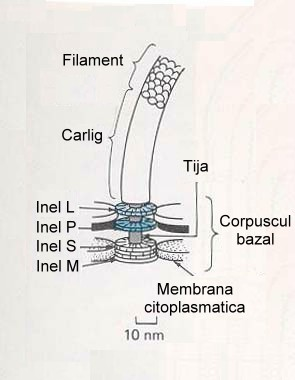 Filament
Carlig
Tija
Inel L
Inel P
Inel S
Inel M
Corpuscul
bazal
Membrana
citoplasmatica
10 nm